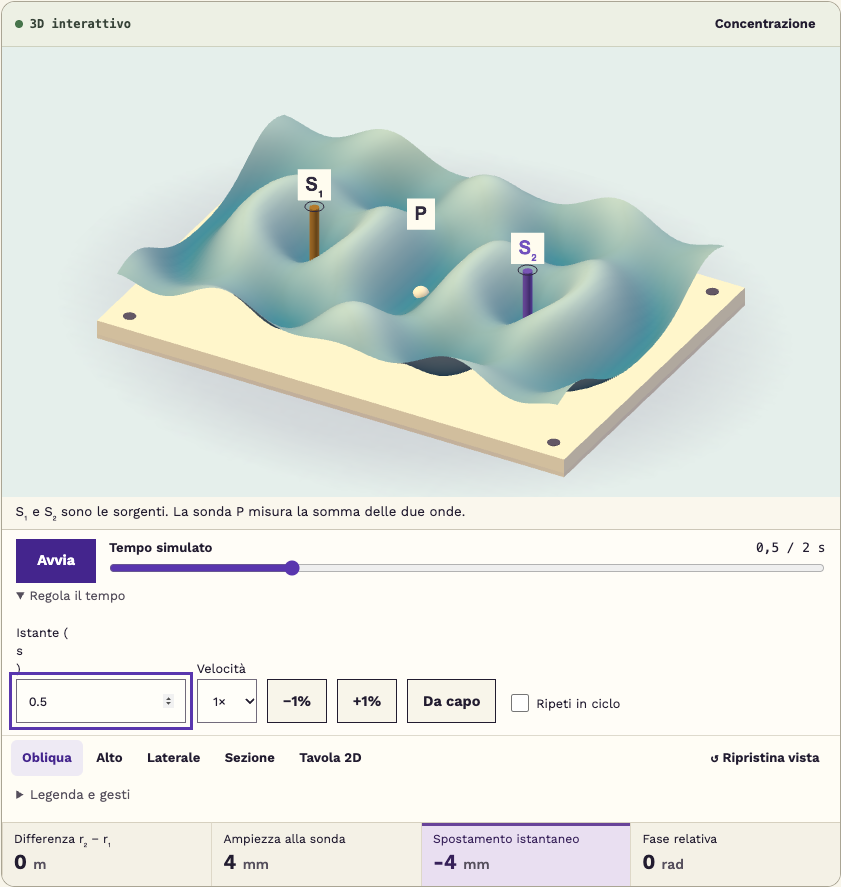 3D interattivo
Concentrazione
S₁
P
S₂
S₁ e S₂ sono le sorgenti. La sonda P misura la somma delle due onde.
Avvia
Tempo simulato
0,5 / 2 s
▼ Regola il tempo
Istante (
s
)
Velocità
0.5
1×
−1%
+1%
Da capo
Ripeti in ciclo
Obliqua
Alto
Laterale
Sezione
Tavola 2D
↺ Ripristina vista
▶ Legenda e gesti
Differenza r₂ − r₁
0 m
Ampiezza alla sonda
4 mm
Spostamento istantaneo
-4 mm
Fase relativa
0 rad